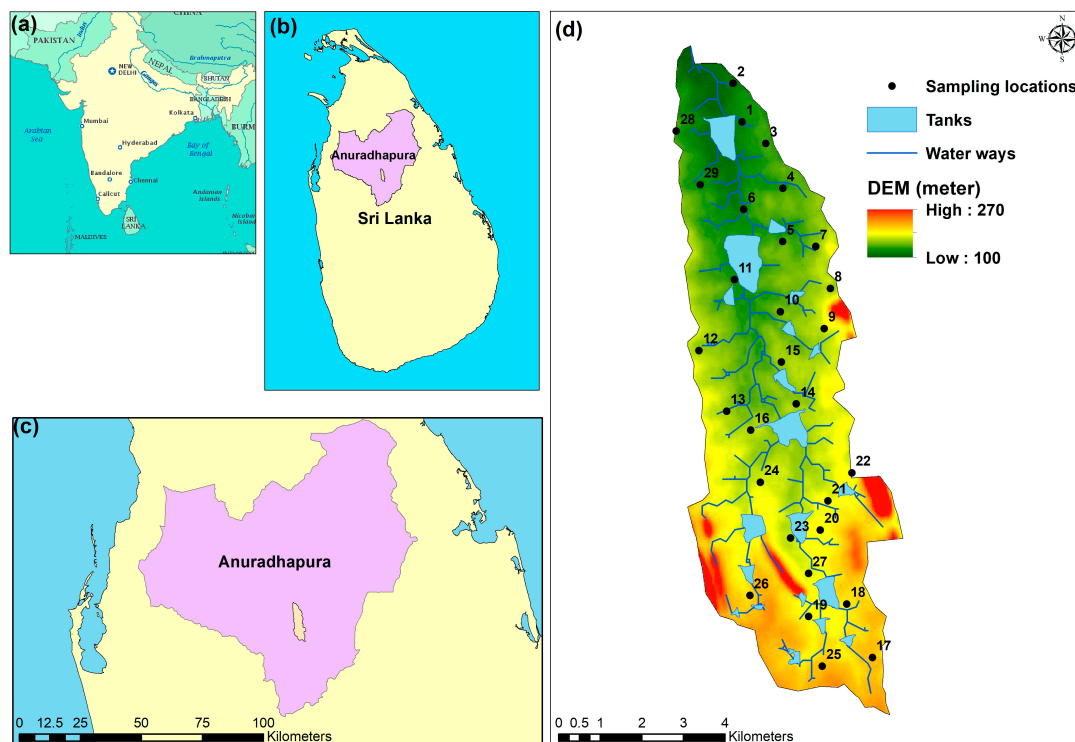 (a)
CHINA
PAKISTAN
Indus
NEW
DELHI
NEPAL
Brahmaputra
Ganges
BHUTAN
BANGLADESH
Kolkata
BURM
Mumbai
Arabian
Sea
Hyderabad
Bay of
Bengal
Bandalore
Chennai
Calicut
Andaman
Islands
SRI
LANKA
Nicobar
MALDIVES
(b)
Anuradhapura
Sri Lanka
(c)
Anuradhapura
0 12.5 25 50 75 100
Kilometers
(d)
N
W E
S
Sampling locations
Tanks
Water ways
DEM (meter)
High : 270
Low : 100
2
1
28
3
29
4
6
5
7
11
8
10
9
12
15
14
13
16
22
24
21
20
23
27
26
18
19
17
25
0 0.5 1 2 3 4
Kilometers